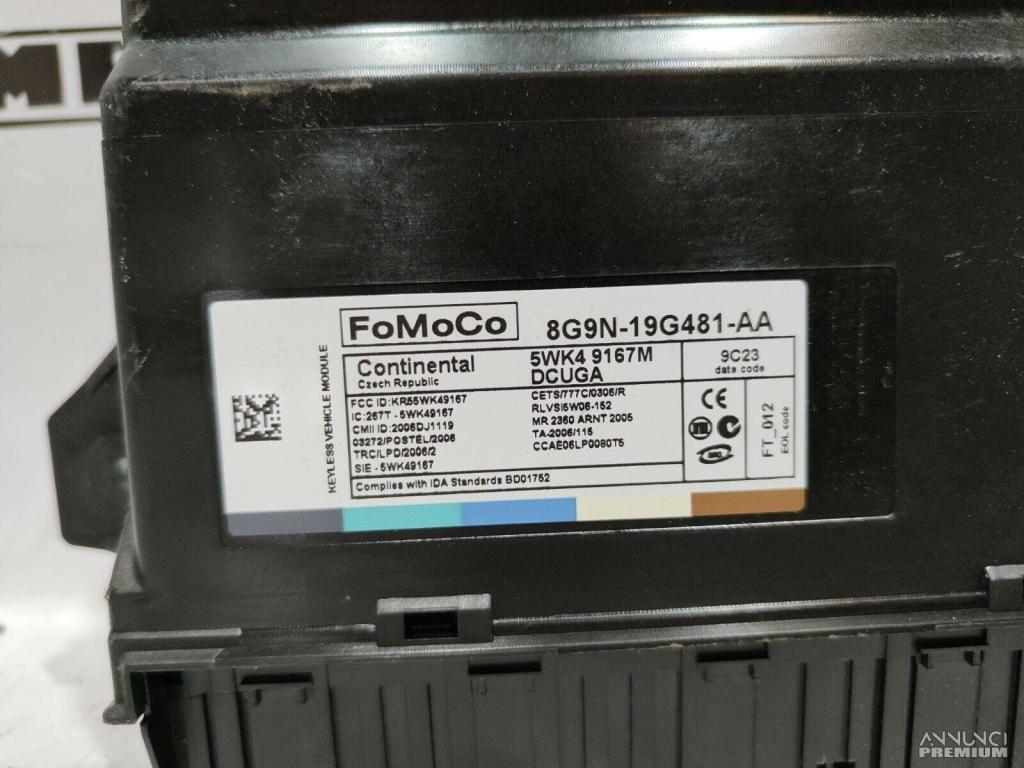 KEYLESS VEHICLE MODULE
FoMoCo
8G9N-19G481-AA
Continental
Czech Republic
5WK4 9167M
DCUGA
9C23
date code
FCC ID:KR55WK49167
IC:267T - 5WK49167
CMII ID:2006DJ1119
03272/POSTEL/2006
TRC/LPD/2006/2
SIE - 5WK49167
CETS/777C/0306/R
RLVSI5W06-152
MR 2360 ARNT 2005
TA-2006/115
CCAE06LP0080T5
CE
FT_012
EOL code
Complies with IDA Standards BD01752
ANNUNCI
PREMIUM